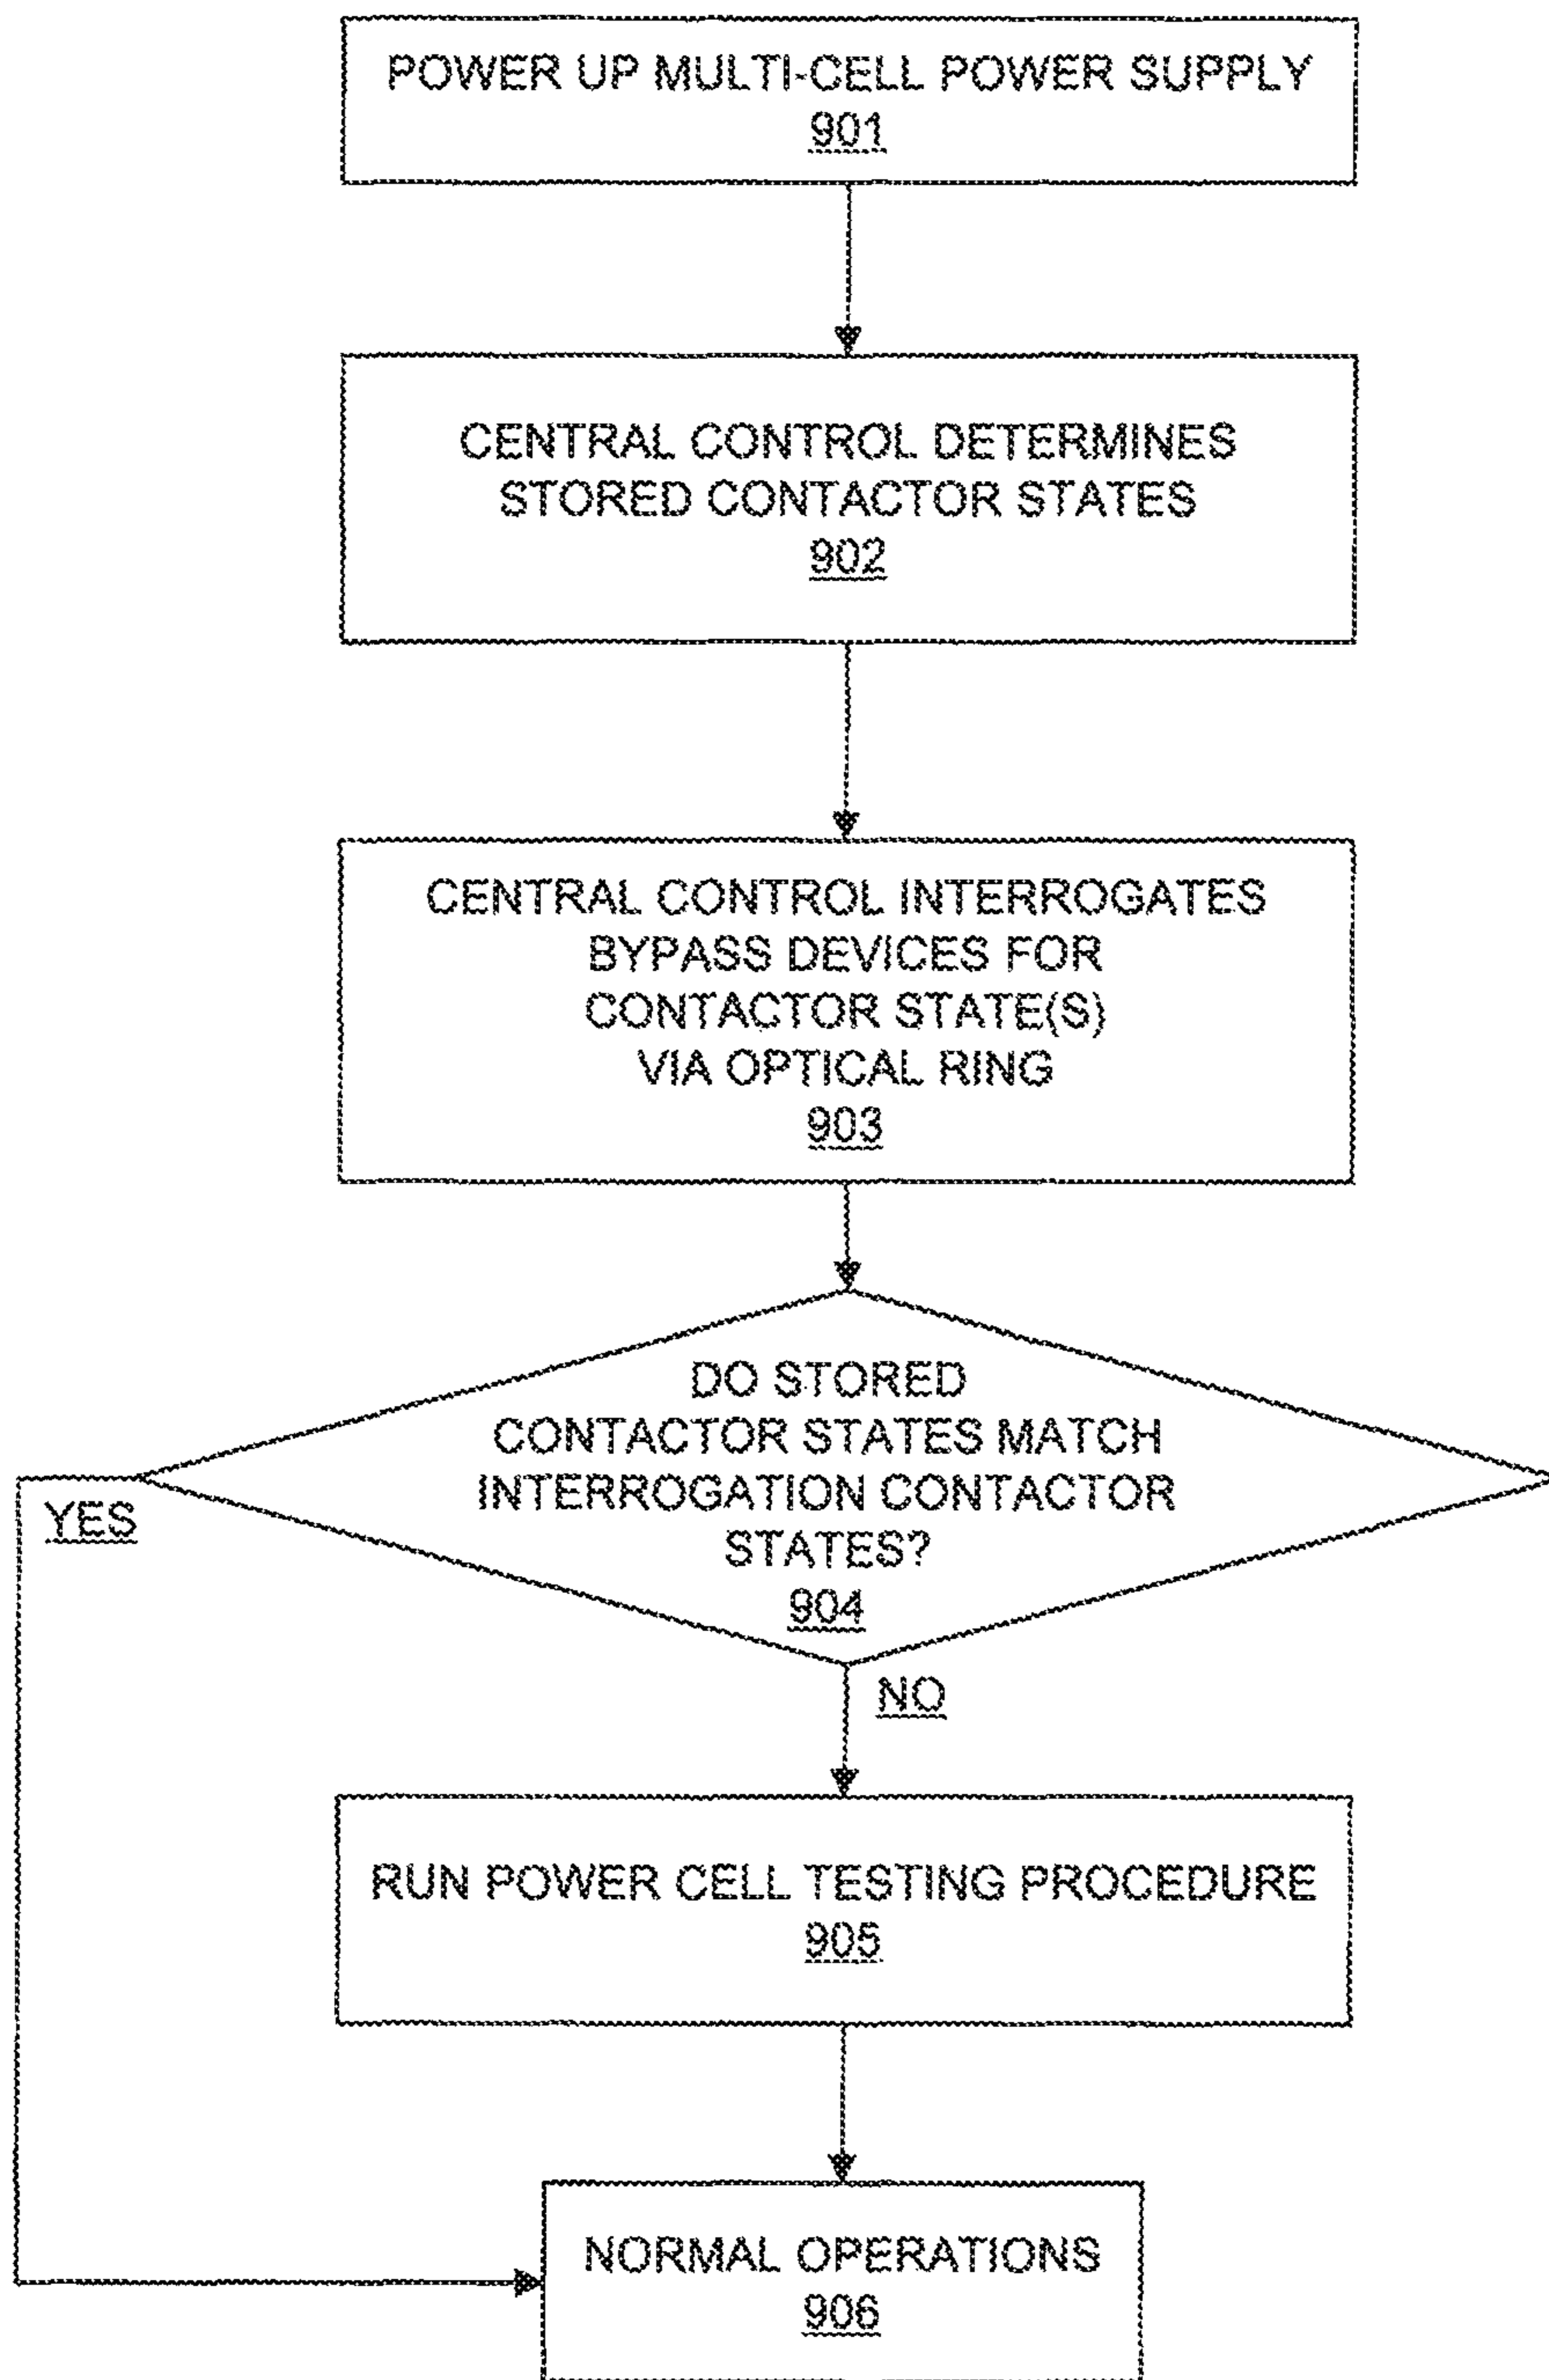 POWER UP MULTI-CELL POWER SUPPLY
901
CENTRAL CONTROL DETERMINES
STORED CONTACTOR STATES
902
CENTRAL CONTROL INTERROGATES
BYPASS DEVICES FOR
CONTACTOR STATE(S)
VIA OPTICAL RING
903
DO STORED
CONTACTOR STATES MATCH
INTERROGATION CONTACTOR
STATES?
904
YES
NO
RUN POWER CELL TESTING PROCEDURE
905
NORMAL OPERATIONS
906